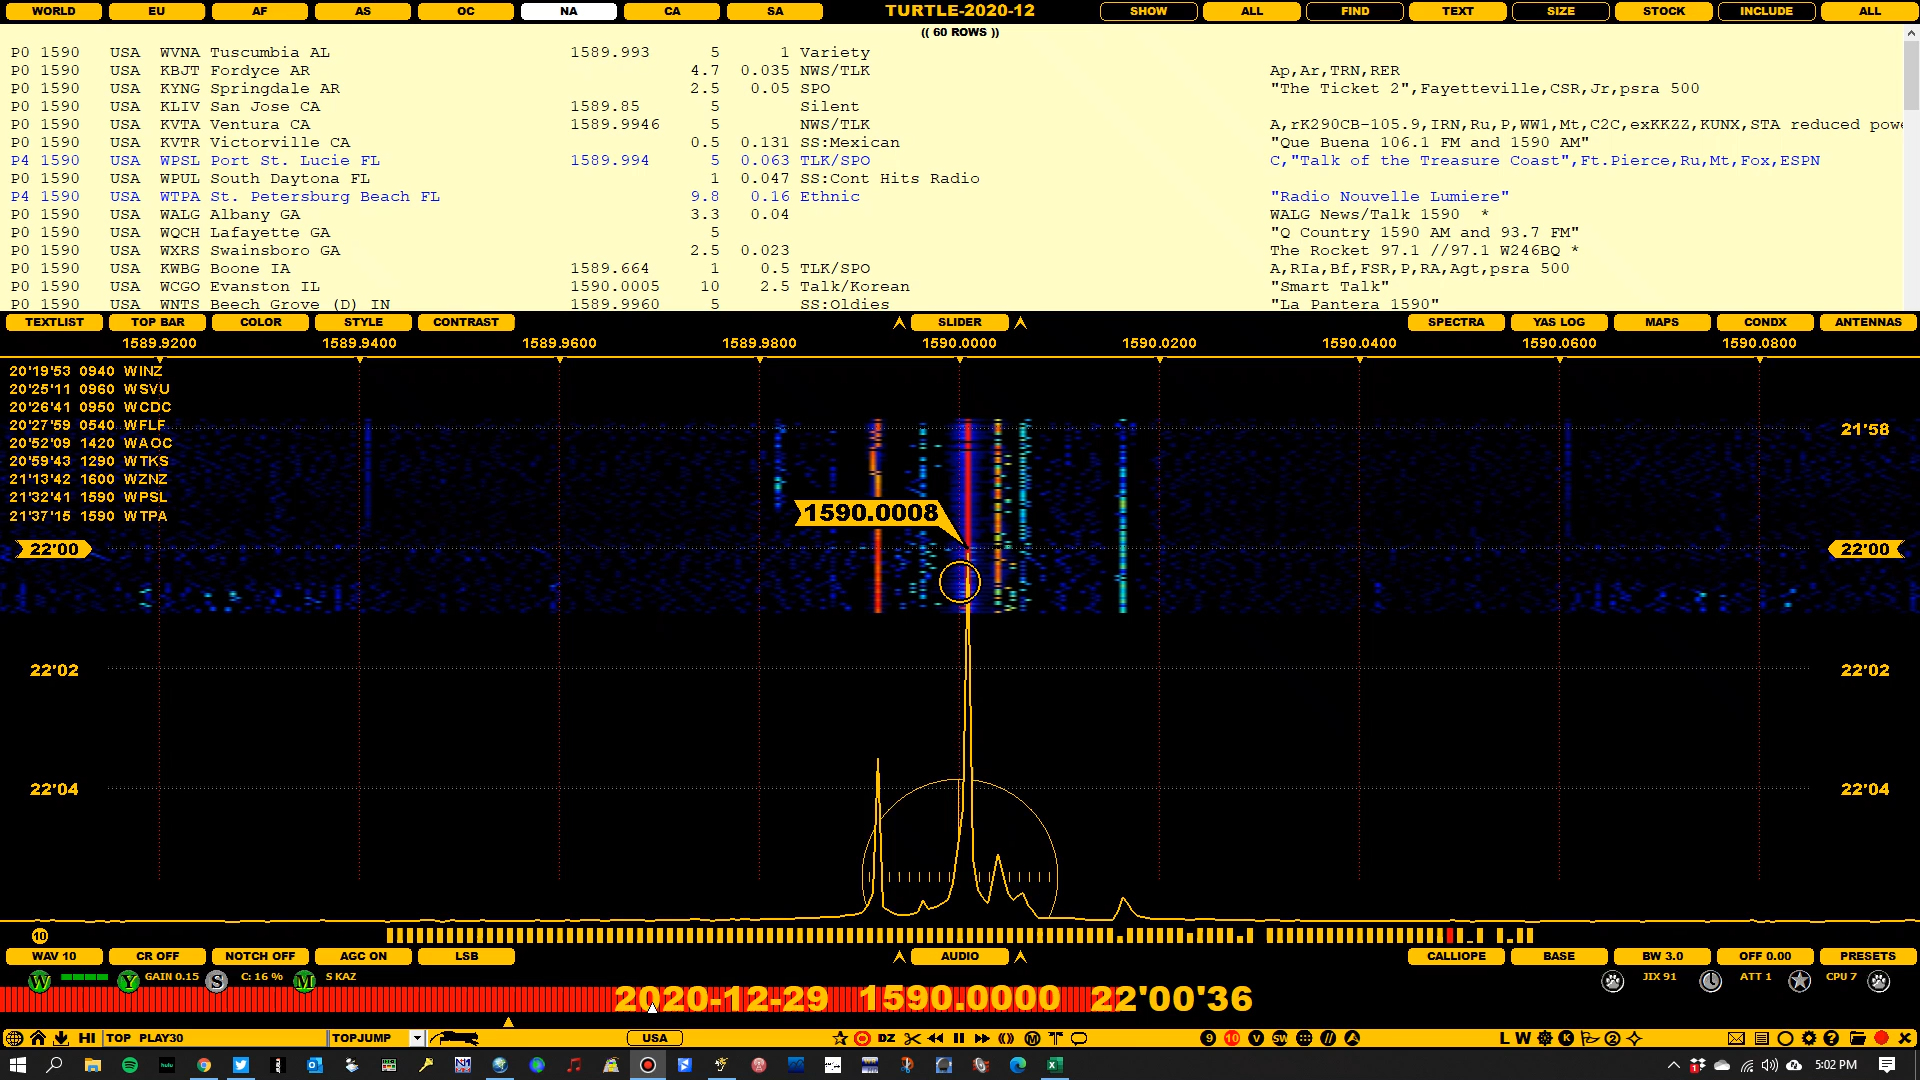 WORLD EU AF AS OC NA CA SA TURTLE-2020-12 SHOW ALL FIND TEXT SIZE STOCK INCLUDE ALL
(( 60 ROWS ))
P0 1590 USA WVNA Tuscumbia AL 1589.993 5 1 Variety
P0 1590 USA KBJT Fordyce AR 4.7 0.035 NWS/TLK Ap,Ar,TRN,RER
P0 1590 USA KYNG Springdale AR 2.5 0.05 SPO "The Ticket 2",Fayetteville,CSR,Jr,psra 500
P0 1590 USA KLIV San Jose CA 1589.85 5 Silent
P0 1590 USA KVTA Ventura CA 1589.9946 5 NWS/TLK A,rK290CB-105.9,IRN,Ru,P,WW1,Mt,C2C,exKKZZ,KUNX,STA reduced powe
P0 1590 USA KVTR Victorville CA 0.5 0.131 SS:Mexican "Que Buena 106.1 FM and 1590 AM"
P4 1590 USA WPSL Port St. Lucie FL 1589.994 5 0.063 TLK/SPO C,"Talk of the Treasure Coast",Ft.Pierce,Ru,Mt,Fox,ESPN
P0 1590 USA WPUL South Daytona FL 1 0.047 SS:Cont Hits Radio
P4 1590 USA WTPA St. Petersburg Beach FL 9.8 0.16 Ethnic "Radio Nouvelle Lumiere"
P0 1590 USA WALG Albany GA 3.3 0.04 WALG News/Talk 1590 *
P0 1590 USA WQCH Lafayette GA 5 "Q Country 1590 AM and 93.7 FM"
P0 1590 USA WXRS Swainsboro GA 2.5 0.023 The Rocket 97.1 //97.1 W246BQ *
P0 1590 USA KWBG Boone IA 1589.664 1 0.5 TLK/SPO A,RIa,Bf,FSR,P,RA,Agt,psra 500
P0 1590 USA WCGO Evanston IL 1590.0005 10 2.5 Talk/Korean "Smart Talk"
P0 1590 USA WNTS Beech Grove (D) IN 1589.9960 5 SS:Oldies "La Pantera 1590"
TEXTLIST TOP BAR COLOR STYLE CONTRAST SLIDER SPECTRA YAS LOG MAPS CONDX ANTENNAS
1589.9200 1589.9400 1589.9600 1589.9800 1590.0000 1590.0200 1590.0400 1590.0600 1590.0800
20'19'53 0940 WINZ
20'25'11 0960 WSVU
20'26'41 0950 WCDC
20'27'59 0540 WFLF
21'58
20'52'09 1420 WAOC
20'59'43 1290 WTKS
21'13'42 1600 WZNZ
21'32'41 1590 WPSL
21'37'15 1590 WTPA
1590.0008
22'00 22'00
22'02 22'02
22'04 22'04
10
WAV 10 CR OFF NOTCH OFF AGC ON LSB AUDIO CALLIOPE BASE BW 3.0 OFF 0.00 PRESETS
W Y GAIN 0.15 S C: 16 % M S KAZ JIX 91 ATT 1 CPU 7
2020-12-29 1590.0000 22'00'36
HI TOP PLAY30 TOPJUMP USA DZ M 9 10 V SW // A L W K 2 ?
hulu 5:02 PM